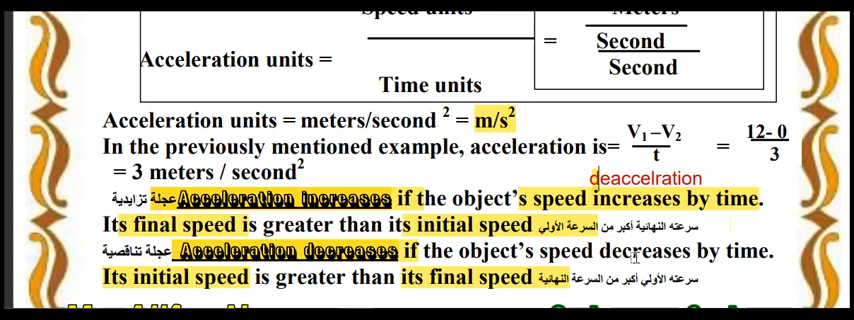 Speed units
Meters
Acceleration units =
=
Second
Second
Time units
Acceleration units = meters/second ² = m/s²
In the previously mentioned example, acceleration is= V₁ –V₂ / t = 12- 0 / 3
= 3 meters / second²
deaccelration
عجلة تزايدية Acceleration increases if the object's speed increases by time.
Its final speed is greater than its initial speed سرعته النهائية أكبر من السرعة الأولي
عجلة تناقصية Acceleration decreases if the object's speed decreases by time.
Its initial speed is greater than its final speed سرعته الأولي أكبر من السرعة النهائية